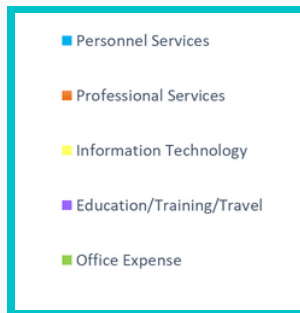 Personnel Services
Professional Services
Information Technology
Education/Training/Travel
Office Expense